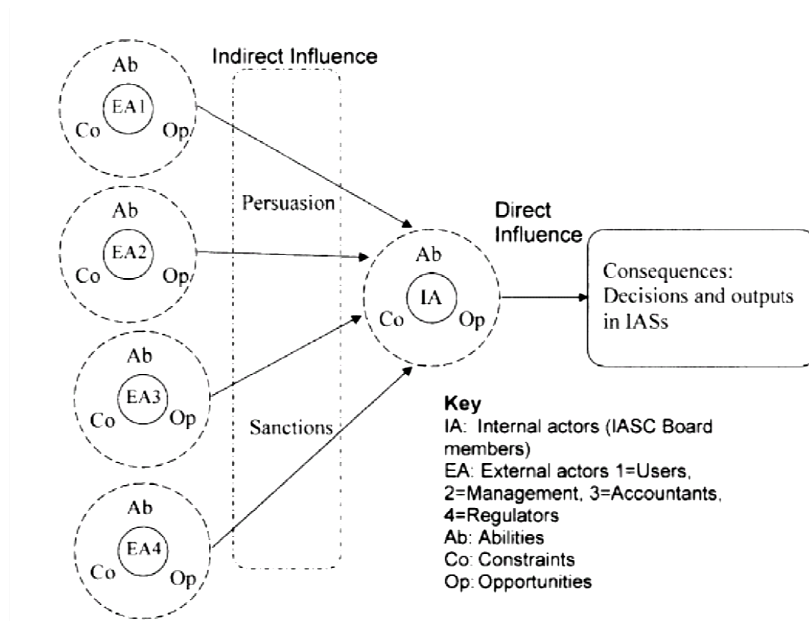 Indirect Influence
Ab
EA1
Co Op
Ab
EA2
Co Op
Ab
EA3
Co Op
Ab
EA4
Co Op
Persuasion
Sanctions
Ab
IA
Co Op
Direct
Influence
Consequences:
Decisions and outputs
in IASs
Key
IA: Internal actors (IASC Board
members)
EA: External actors 1=Users,
2=Management, 3=Accountants,
4=Regulators
Ab: Abilities
Co: Constraints
Op: Opportunities